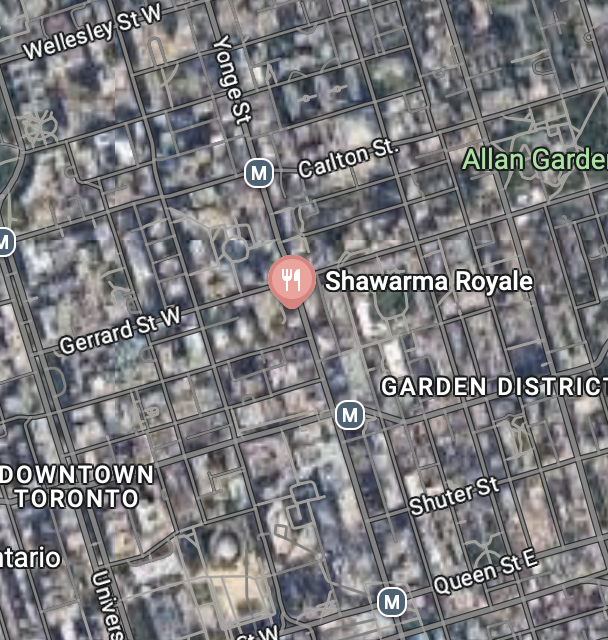 Wellesley St W
Yonge St
Carlton St.
Allan Garde
M
M
Shawarma Royale
Gerrard St W
GARDEN DISTRICT
M
DOWNTOWN
TORONTO
Shuter St
ntario
Queen St E
Univers
M
St W